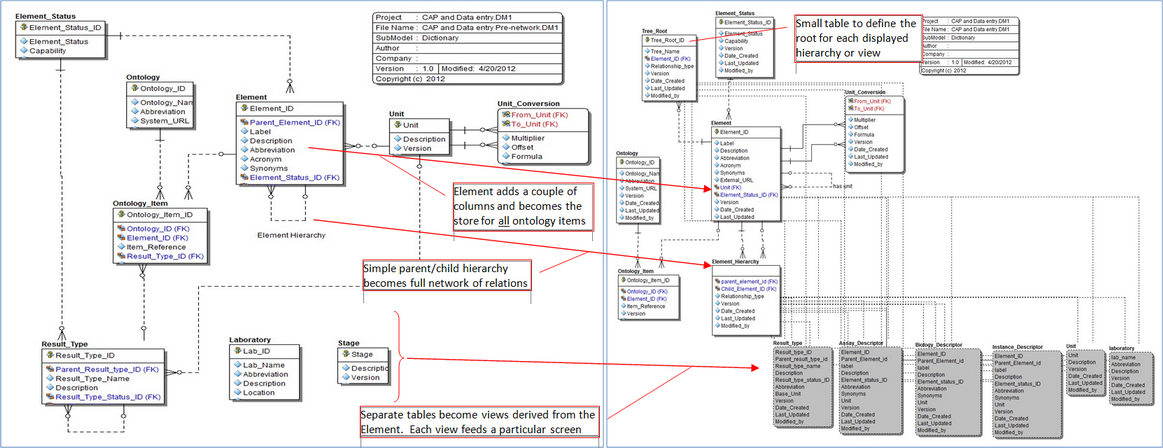 Element_Status
Element_Status_ID
Element_Status
Capability
Project : CAP and Data entry.DM1
File Name : CAP and Data entry Pre-network.DM1
SubModel : Dictionary
Author :
Company :
Version : 1.0 Modified: 4/20/2012
Copyright (c) 2012
Ontology
Ontology_ID
Ontology_Nan
Abbreviation
System_URL
Element
Element_ID
Parent_Element_ID (FK)
Label
Description
Abbreviation
Acronym
Synonyms
Element_Status_ID (FK)
Element Hierarchy
Unit
Unit
Description
Version
Unit_Conversion
From_Unit (FK)
To_Unit (FK)
Multiplier
Offset
Formula
Ontology_Item
Ontology_Item_ID
Ontology_ID (FK)
Element_ID (FK)
Item_Reference
Result_Type_ID (FK)
Element adds a couple of
columns and becomes the
store for all ontology items
Simple parent/child hierarchy
becomes full network of relations
Result_Type
Result_Type_ID
Parent_Result_type_ID (FK)
Result_Type_Name
Description
Result_Type_Status_ID (FK)
Laboratory
Lab_ID
Lab_Name
Abbreviation
Description
Location
Stage
Stage
Descriptic
Version
Separate tables become views derived from the
Element. Each view feeds a particular screen
Element_Status
Element_Status_ID
Element_Status
Capability
Version
Date_Created
Last_Updated
Modified_by
Tree_Root
Tree_Root_ID
Tree_Name
Element_ID (FK)
Relationship_type
Version
Date_Created
Last_Updated
Modified_by
Small table to define the
root for each displayed
hierarchy or view
Project : CAP and Data entry.DM1
File Name : CAP and Data entry.DM1
SubModel : Dictionary
Author :
Company :
Version : 1.0 Modified: 4/20/2012
Copyright (c) 2012
Unit_Conversion
From_Unit (FK)
To_Unit (FK)
Multiplier
Offset
Formula
Version
Date_Created
Last_Updated
Modified_by
Element
Element_ID
Label
Description
Abbreviation
Acronym
Synonyms
External_URL
Unit (FK)
Element_Status_ID (FK)
Version
Date_Created
Last_Updated
has unit
Ontology
Ontology_ID
Ontology_Nan
Abbreviation
System_URL
Version
Date_Created
Last_Updated
Modified_by
Ontology_Item
Ontology_Item_ID
Ontology_ID (FK)
Element_ID (FK)
Item_Reference
Version
Element_Hierarchy
parent_element_id (FK)
Child_Element_ID (FK)
Relationship_type
Version
Date_Created
Last_Updated
Modified_by
Result_type
Result_type_ID
Parent_result_type_id
Result_type_name
Description
Result_type_status_ID
Abbreviation
Base_Unit
Version
Date_Created
Last_Updated
Modified_by
Assay_Descriptor
Element_ID
Parent_Element_id
label
Description
Element_status_ID
Abbreviation
Synonyms
Unit
Version
Date_Created
Last_Updated
Modified_by
Biology_Descriptor
Element_ID
Parent_Element_id
label
Description
Element_status_ID
Abbreviation
Synonyms
Unit
Version
Date_Created
Last_Updated
Modified_by
Instance_Descriptor
Element_ID
Parent_Element_id
label
Description
Element_status_ID
Abbreviation
Synonyms
Unit
Version
Date_Created
Last_Updated
Modified_by
Unit
Unit
Description
Version
Date_Created
Last_Updated
Modified_by
laboratory
lab_name
Abbreviation
Description
Version
Date_Created
Last_Updated
Modified_by